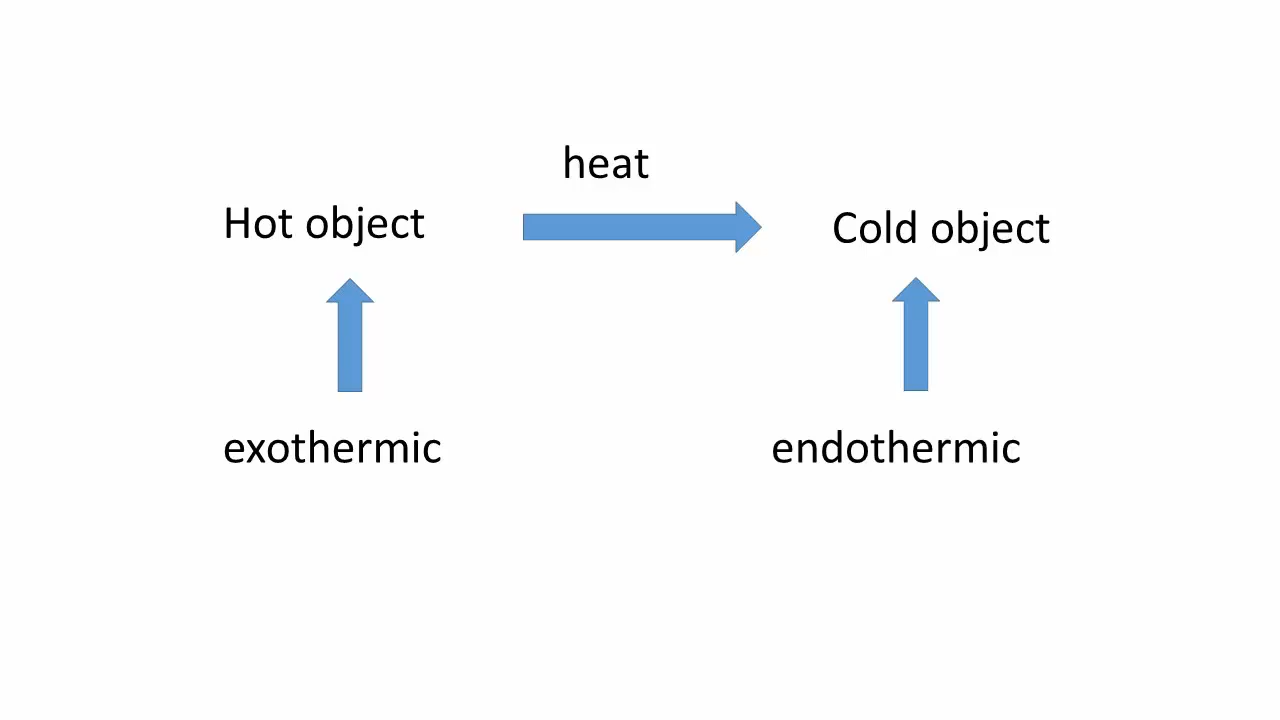 heat
Hot object
Cold object
exothermic
endothermic